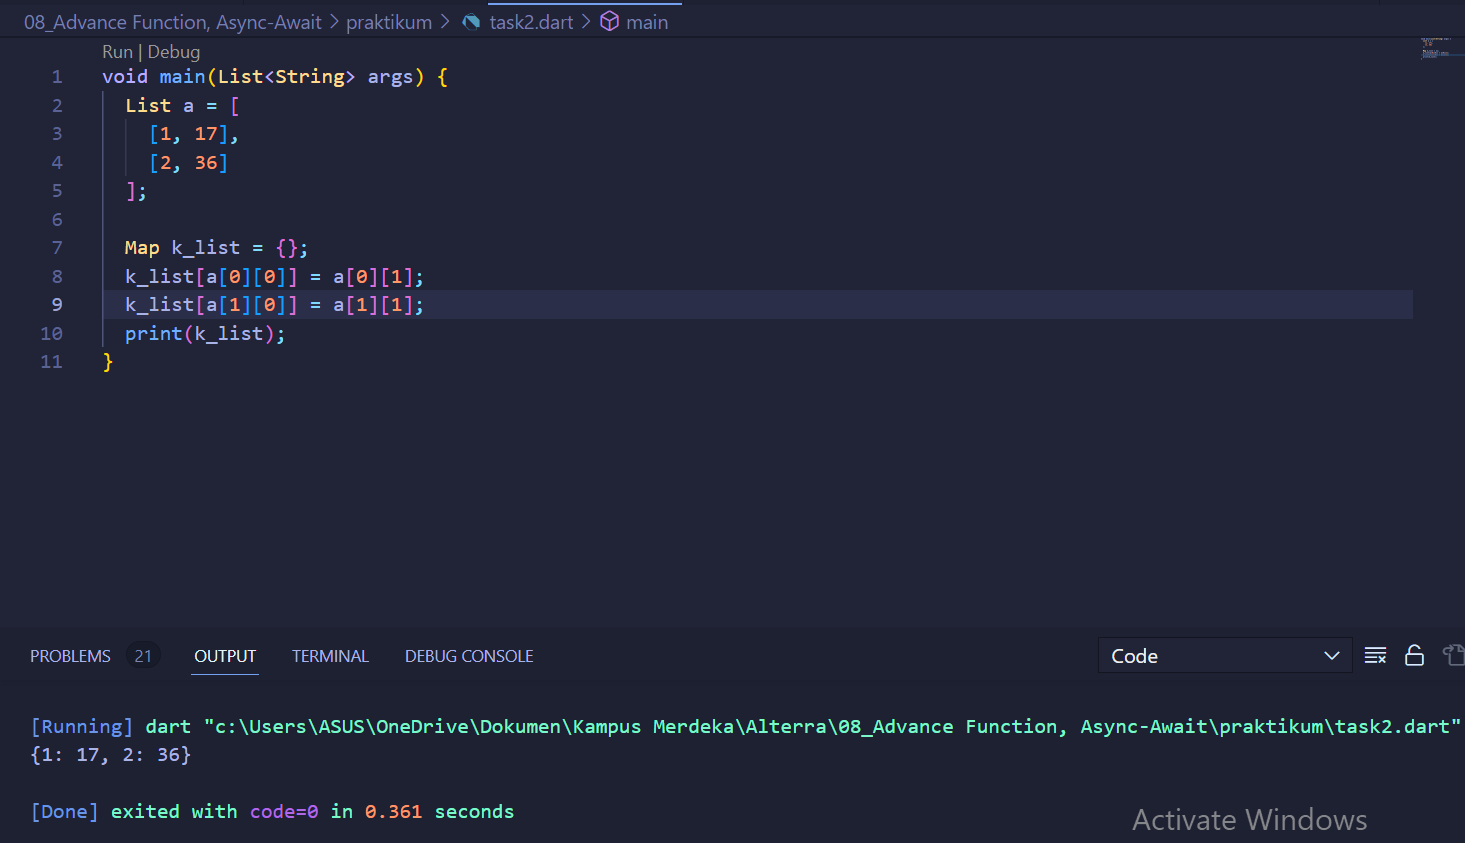 08_Advance Function, Async-Await > praktikum > task2.dart > main
Run | Debug
1 void main(List<String> args) {
2 List a = [
3 [1, 17],
4 [2, 36]
5 ];
6
7 Map k_list = {};
8 k_list[a[0][0]] = a[0][1];
9 k_list[a[1][0]] = a[1][1];
10 print(k_list);
11 }
PROBLEMS 21 OUTPUT TERMINAL DEBUG CONSOLE Code
[Running] dart "c:\Users\ASUS\OneDrive\Dokumen\Kampus Merdeka\Alterra\08_Advance Function, Async-Await\praktikum\task2.dart"
{1: 17, 2: 36}
[Done] exited with code=0 in 0.361 seconds
Activate Windows